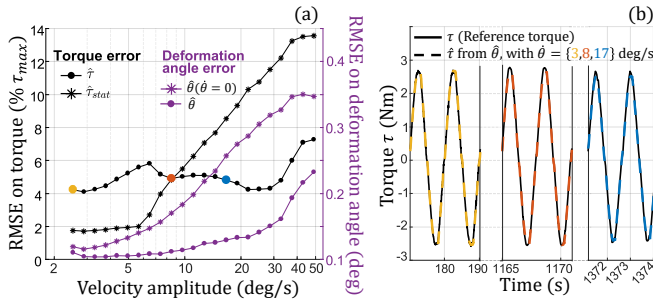 (a)
RMSE on torque (% τmax)
14
12
10
8
6
4
2
0
Torque error
τ̂
τ̂stat
Deformation
angle error
θ̂(θ̇ = 0)
θ̂
2
5
10
20
30
40
50
Velocity amplitude (deg/s)
0.4
0.3
0.2
0.1
RMSE on deformation angle (deg)
(b)
τ (Reference torque)
τ̂ from θ̂, with θ̇ = {3,8,17} deg/s
Torque τ (Nm)
3
2
1
0
-1
-2
-3
180
190
1165
1170
1372
1373
1374
Time (s)